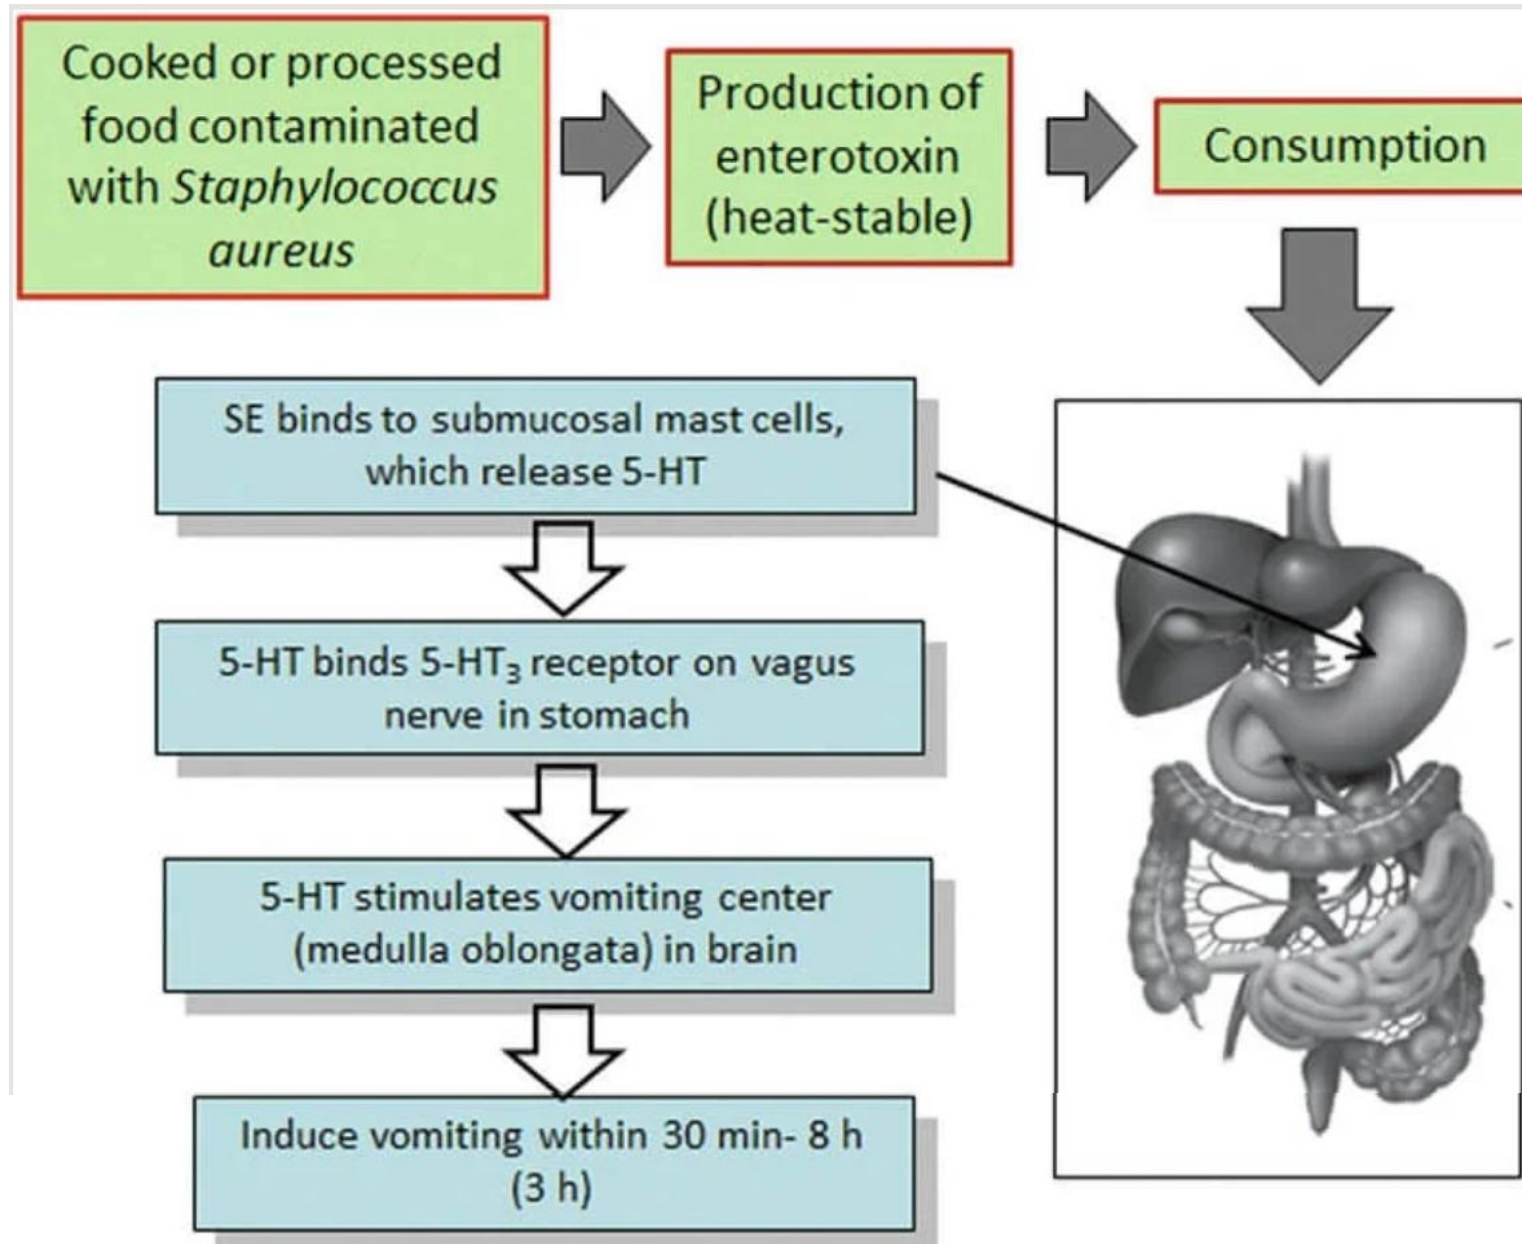 Cooked or processed
food contaminated
with Staphylococcus
aureus
Production of
enterotoxin
(heat-stable)
Consumption
SE binds to submucosal mast cells,
which release 5-HT
5-HT binds 5-HT₃ receptor on vagus
nerve in stomach
5-HT stimulates vomiting center
(medulla oblongata) in brain
Induce vomiting within 30 min- 8 h
(3 h)